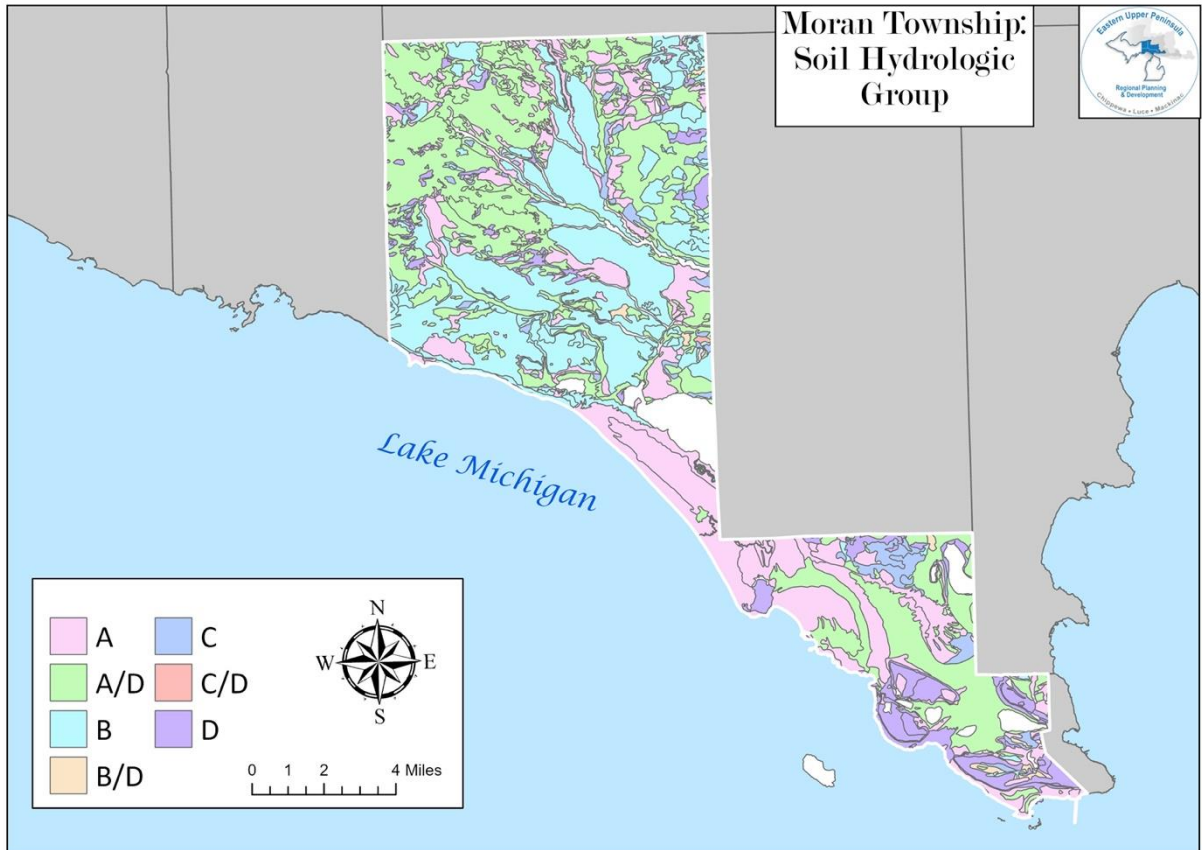 Moran Township:
Soil Hydrologic
Group
Eastern Upper Peninsula
Regional Planning
& Development
Chippewa • Luce • Mackinac
Lake Michigan
A
A/D
B
B/D
C
C/D
D
N
W E
S
0 1 2 4 Miles